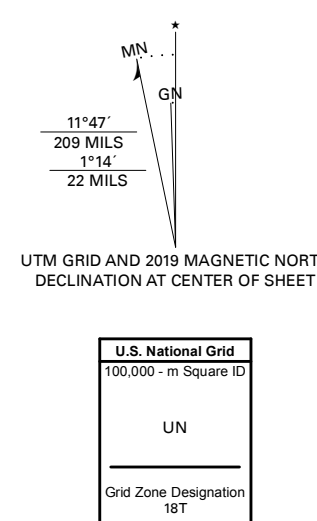 ★
MN
GN
11°47´
209 MILS
1°14´
22 MILS
UTM GRID AND 2019 MAGNETIC NORT
DECLINATION AT CENTER OF SHEET
U.S. National Grid
100,000 - m Square ID
UN
Grid Zone Designation
18T